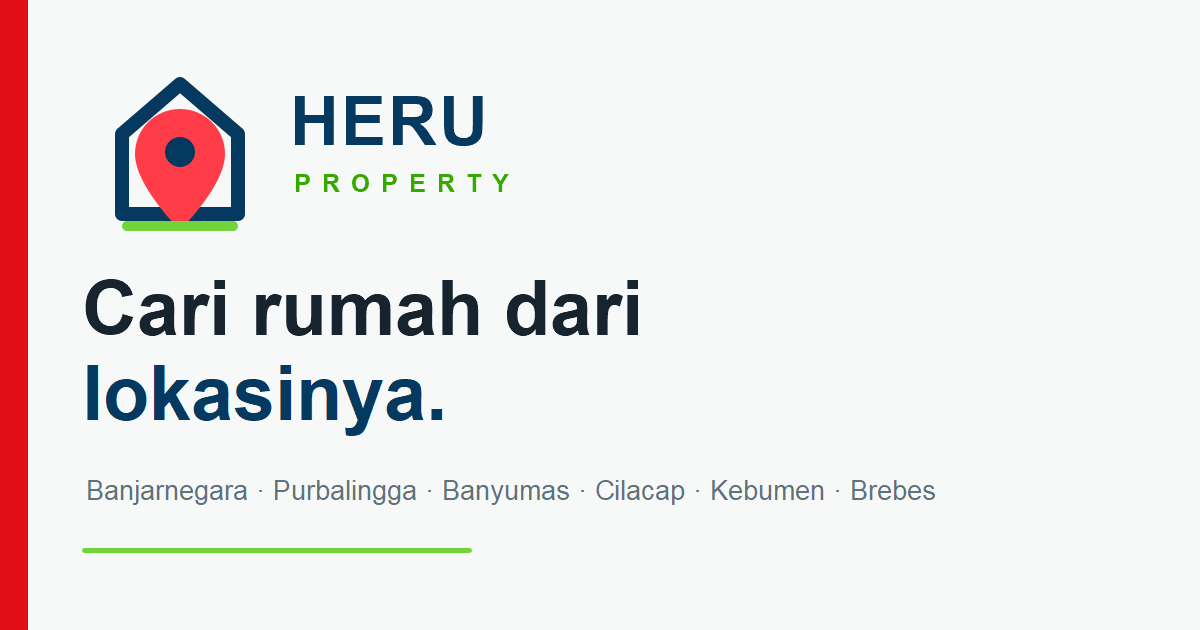 HERU
PROPERTY
Cari rumah dari
lokasinya.
Banjarnegara · Purbalingga · Banyumas · Cilacap · Kebumen · Brebes